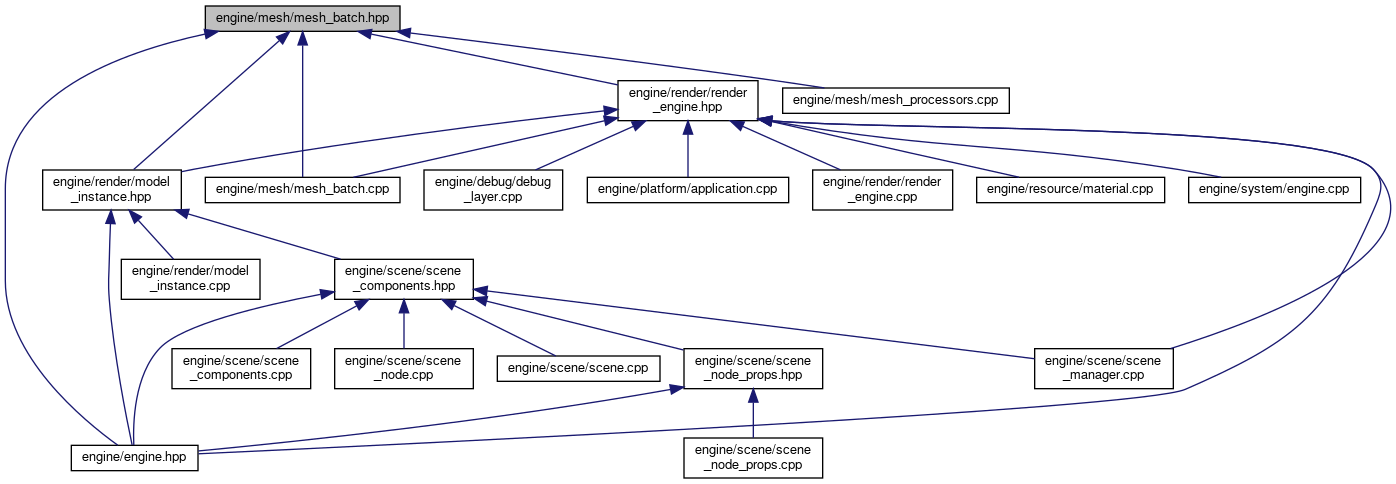 engine/mesh/mesh_batch.hpp
engine/render/render
_engine.hpp
engine/mesh/mesh_processors.cpp
engine/render/model
_instance.hpp
engine/mesh/mesh_batch.cpp
engine/debug/debug
_layer.cpp
engine/platform/application.cpp
engine/render/render
_engine.cpp
engine/resource/material.cpp
engine/system/engine.cpp
engine/render/model
_instance.cpp
engine/scene/scene
_components.hpp
engine/scene/scene
_components.cpp
engine/scene/scene
_node.cpp
engine/scene/scene.cpp
engine/scene/scene
_node_props.hpp
engine/scene/scene
_manager.cpp
engine/engine.hpp
engine/scene/scene
_node_props.cpp